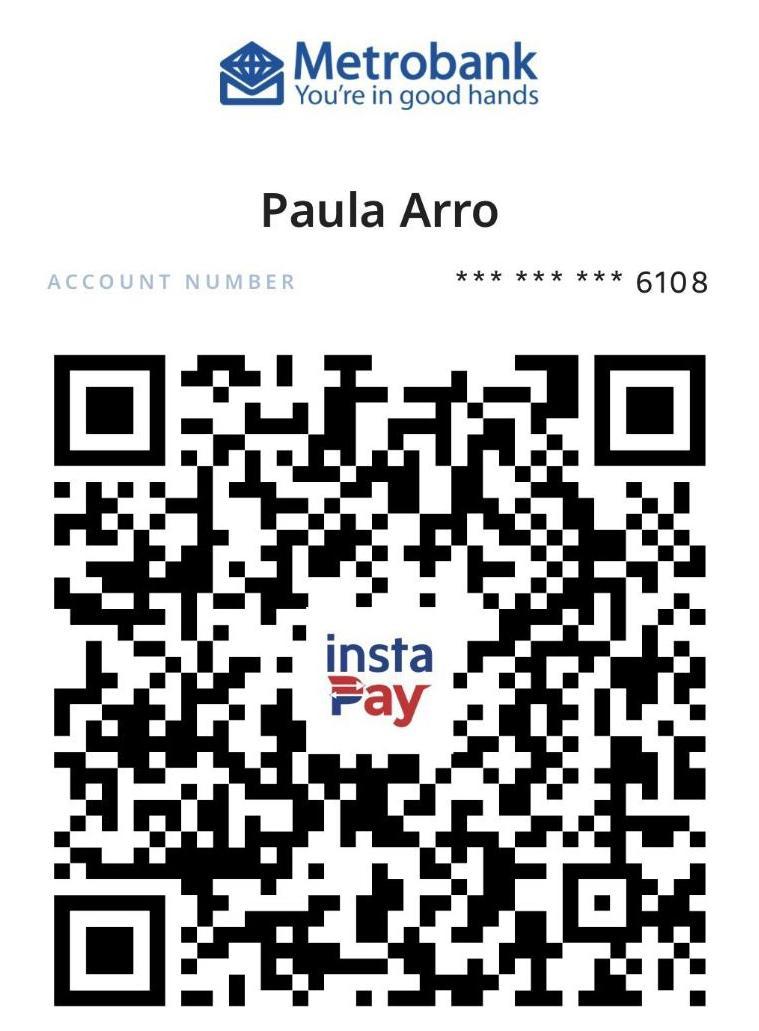 Metrobank
You're in good hands
Paula Arro
ACCOUNT NUMBER *** *** *** 6108
insta
Pay